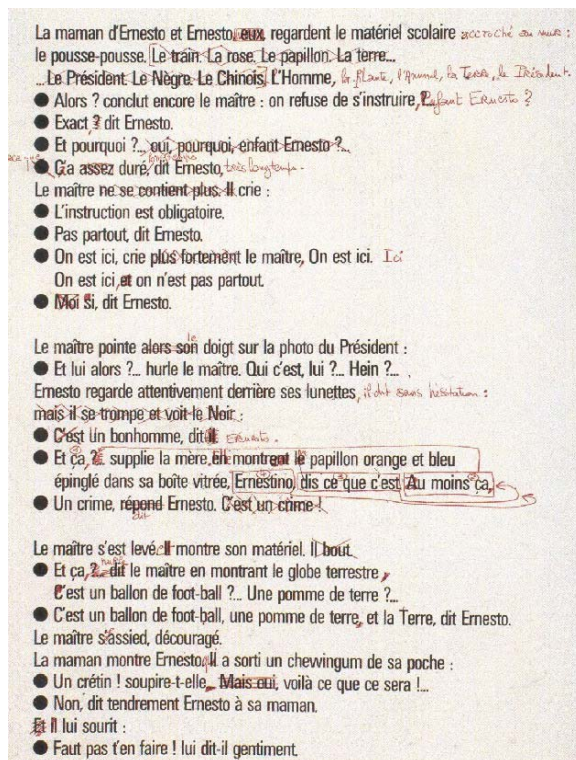 La maman d'Ernesto et Ernesto, eux regardent le matériel scolaire accroché au mur :
le pousse-pousse. Le train. La rose. Le papillon. La terre...
...Le Président. Le Nègre. Le Chinois. L'Homme, la plante, l'Animal, la Terre, le Président.
● Alors ? conclut encore le maître : on refuse de s'instruire, l'enfant Ernesto ?
● Exact ? dit Ernesto.
● Et pourquoi ?... oui, pourquoi, enfant Ernesto ?...
● Ça assez duré, dit Ernesto, très longtemps.
Le maître ne se contient plus. Il crie :
● L'instruction est obligatoire.
● Pas partout, dit Ernesto.
● On est ici, crie plus fortement le maître, On est ici. Ici
On est ici, et on n'est pas partout.
● Moi si, dit Ernesto.
Le maître pointe alors son le doigt sur la photo du Président :
● Et lui alors ?... hurle le maître. Qui c'est, lui ?... Hein ?...
Ernesto regarde attentivement derrière ses lunettes, il dit sans hésitation :
mais il se trompe et voit le Noir :
● C'est Un bonhomme, dit il Ernesto.
● Et ça, ?... supplie la mère, en montrant le papillon orange et bleu
épinglé dans sa boîte vitrée, Ernestino, dis ce que c'est. Au moins ça,
● Un crime, répond dit Ernesto. C'est un crime !
Le maître s'est levé. Il montre son matériel. Il bout.
● Et ça, ?... dit le maître en montrant le globe terrestre,
C'est un ballon de foot-ball ?... Une pomme de terre ?...
● C'est un ballon de foot-ball, une pomme de terre, et la Terre, dit Ernesto.
Le maître s'assied, découragé.
La maman montre Ernesto. Il a sorti un chewingum de sa poche :
● Un crétin ! soupire-t-elle, Mais oui, voilà ce que ce sera !...
● Non, dit tendrement Ernesto à sa maman.
Et il lui sourit :
● Faut pas t'en faire ! lui dit-il gentiment.